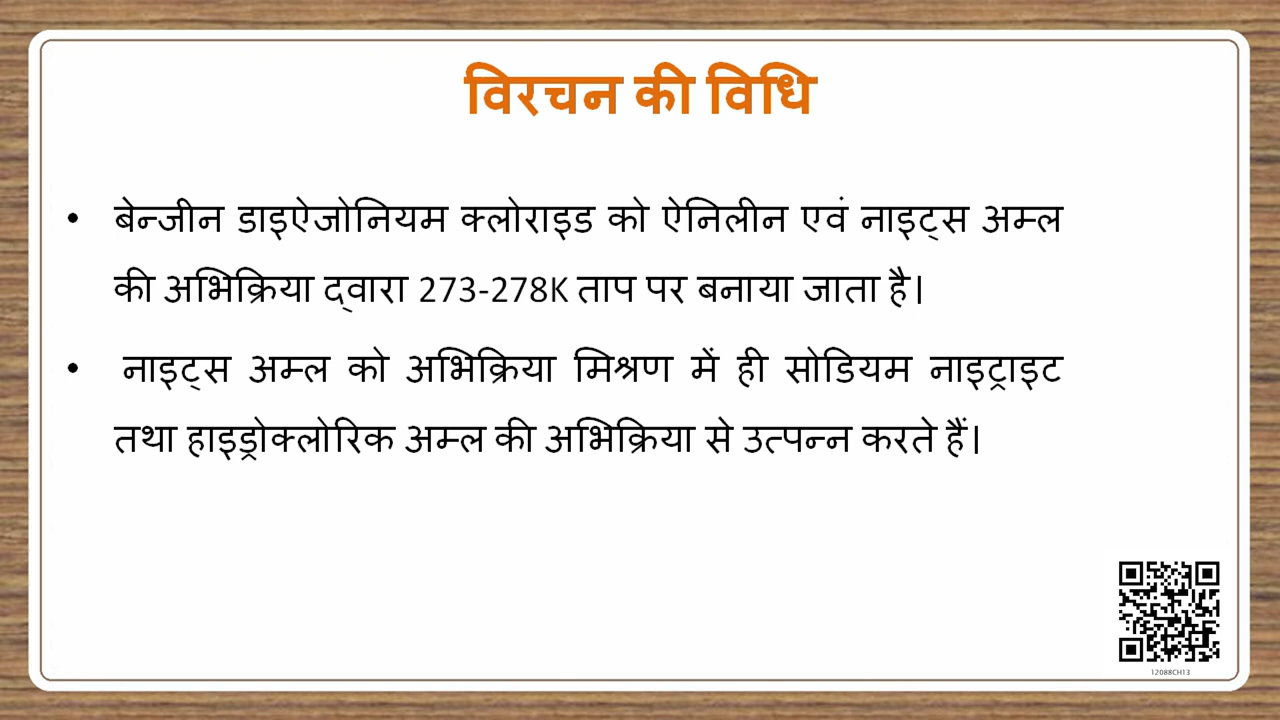 विरचन की विधि
• बेन्जीन डाइऐजोनियम क्लोराइड को ऐनिलीन एवं नाइट्स अम्ल
की अभिक्रिया द्वारा 273-278K ताप पर बनाया जाता है।
• नाइट्स अम्ल को अभिक्रिया मिश्रण में ही सोडियम नाइट्राइट
तथा हाइड्रोक्लोरिक अम्ल की अभिक्रिया से उत्पन्न करते हैं।
12088CH13